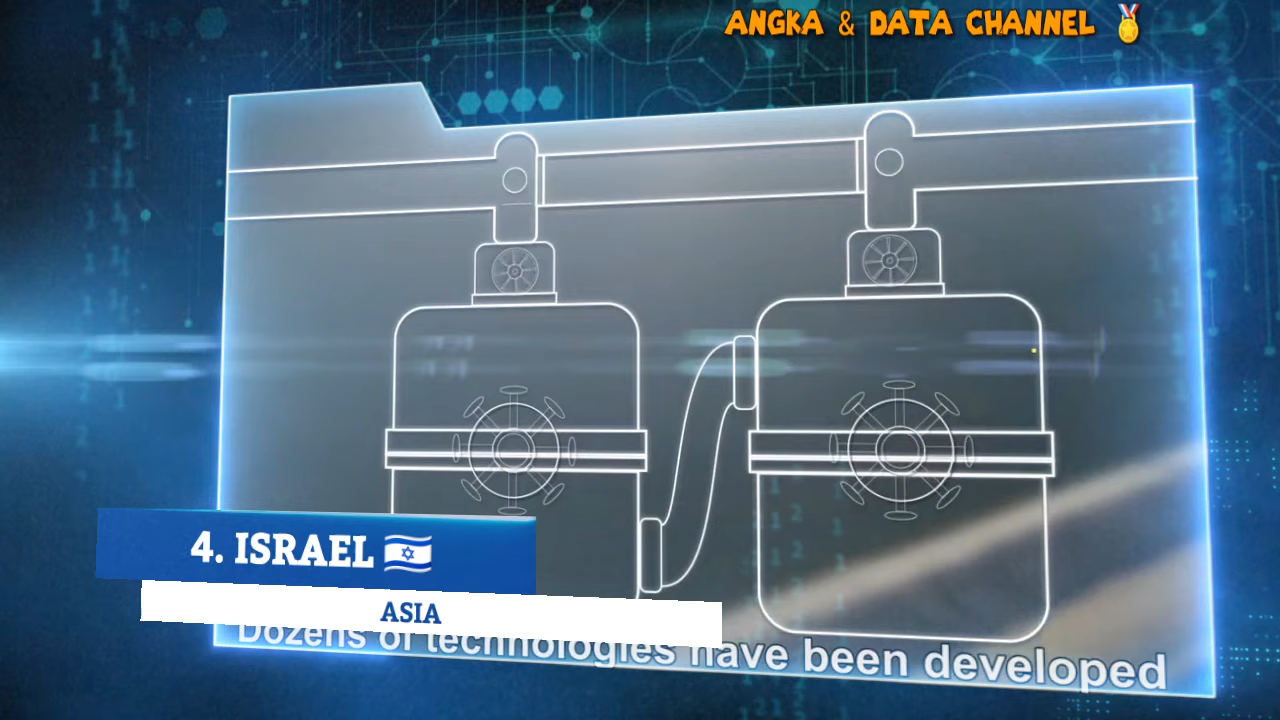 ANGKA & DATA CHANNEL 🏅
4. ISRAEL 🇮🇱
ASIA
Dozens of technologies have been developed